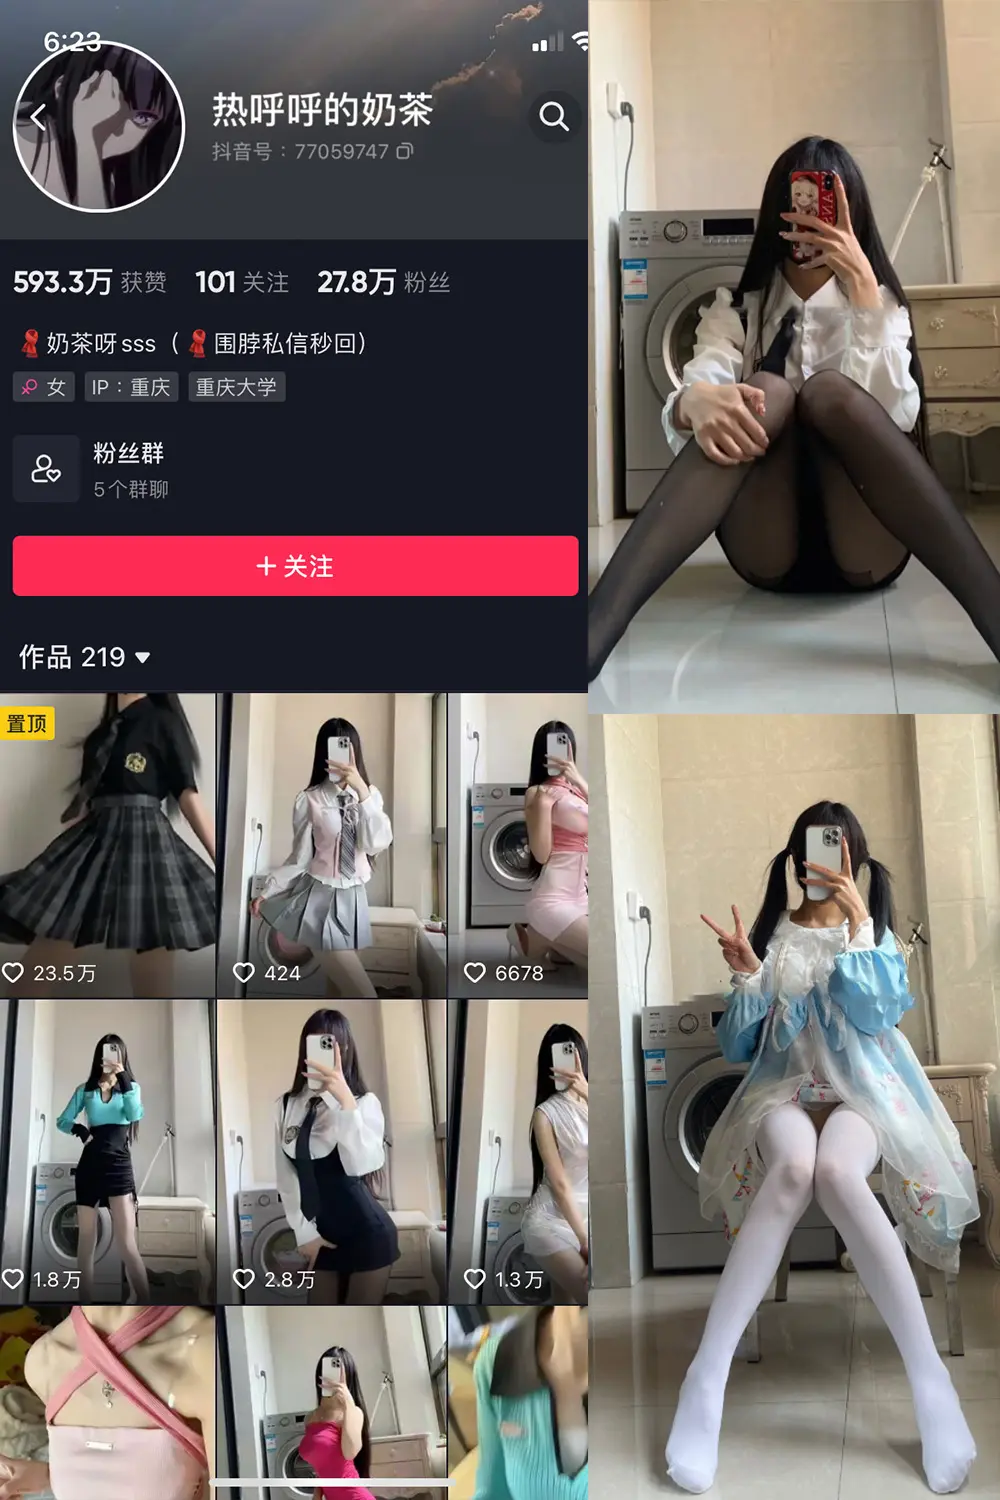 6:23
热呼呼的奶茶
抖音号：77059747
593.3万 获赞 101 关注 27.8万 粉丝
奶茶呀sss（围脖私信秒回）
女 IP：重庆 重庆大学
粉丝群
5个群聊
+ 关注
作品 219
置顶
23.5万
424
6678
1.8万
2.8万
1.3万